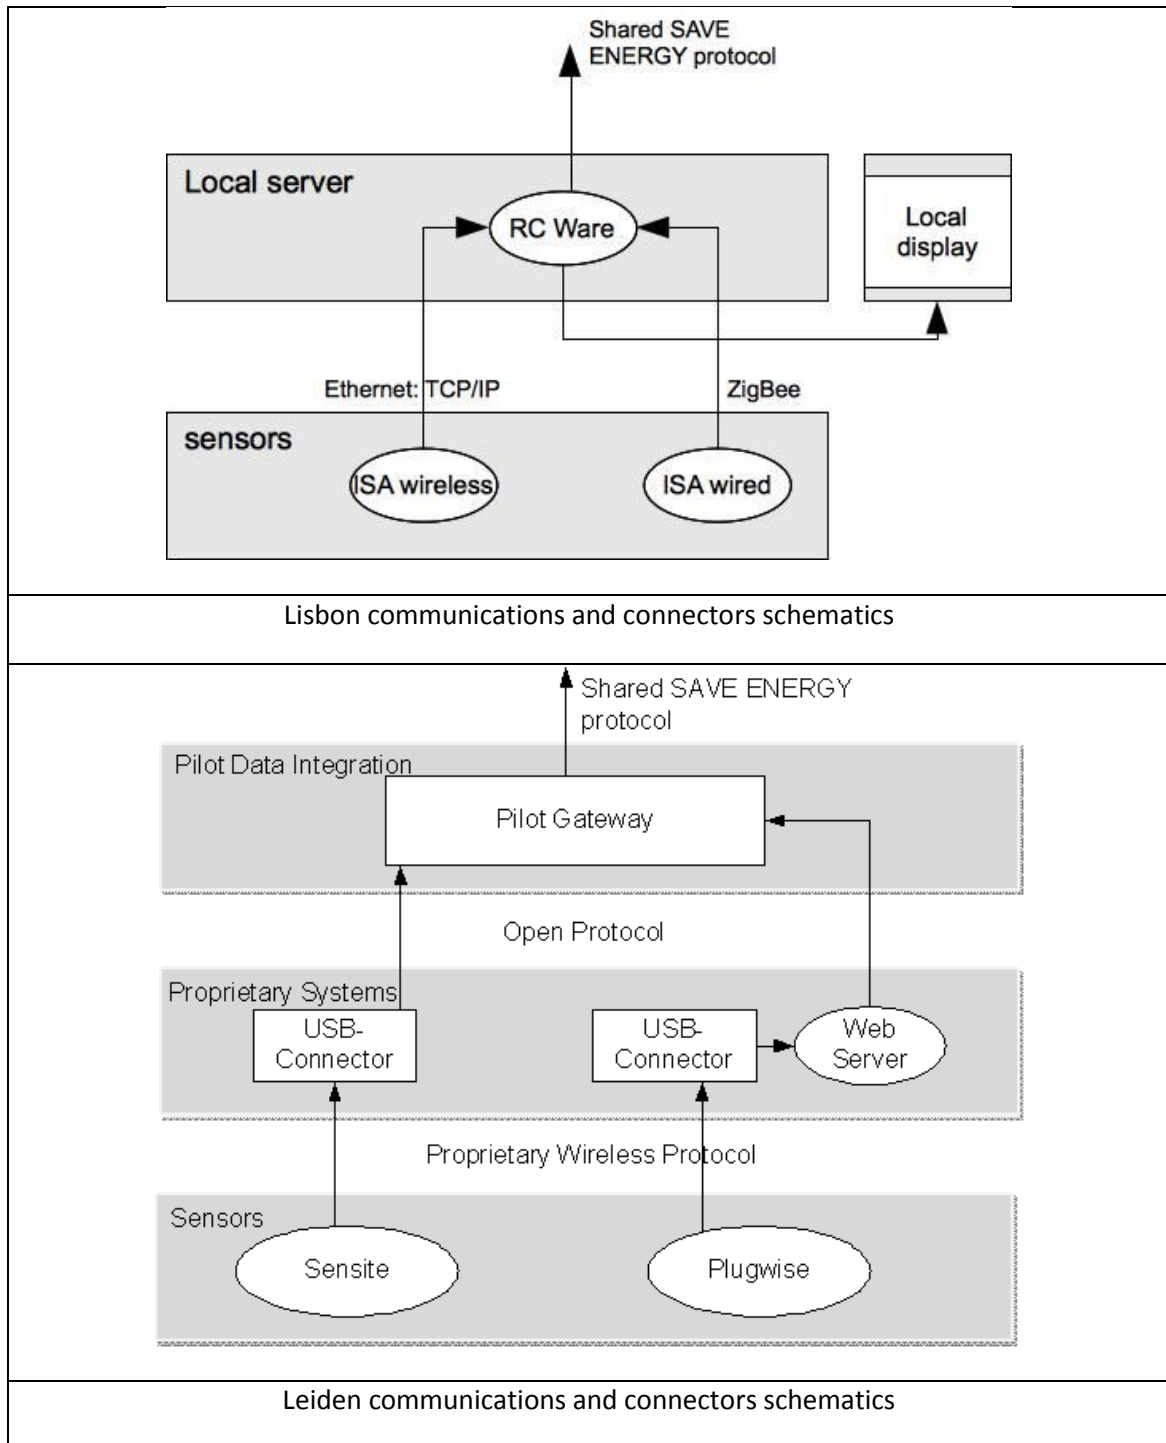 Shared SAVE
ENERGY protocol
Local server
RC Ware
Local
display
Ethernet: TCP/IP
ZigBee
sensors
ISA wireless
ISA wired
Lisbon communications and connectors schematics
Shared SAVE ENERGY
protocol
Pilot Data Integration
Pilot Gateway
Open Protocol
Proprietary Systems
USB-
Connector
USB-
Connector
Web
Server
Proprietary Wireless Protocol
Sensors
Sensite
Plugwise
Leiden communications and connectors schematics